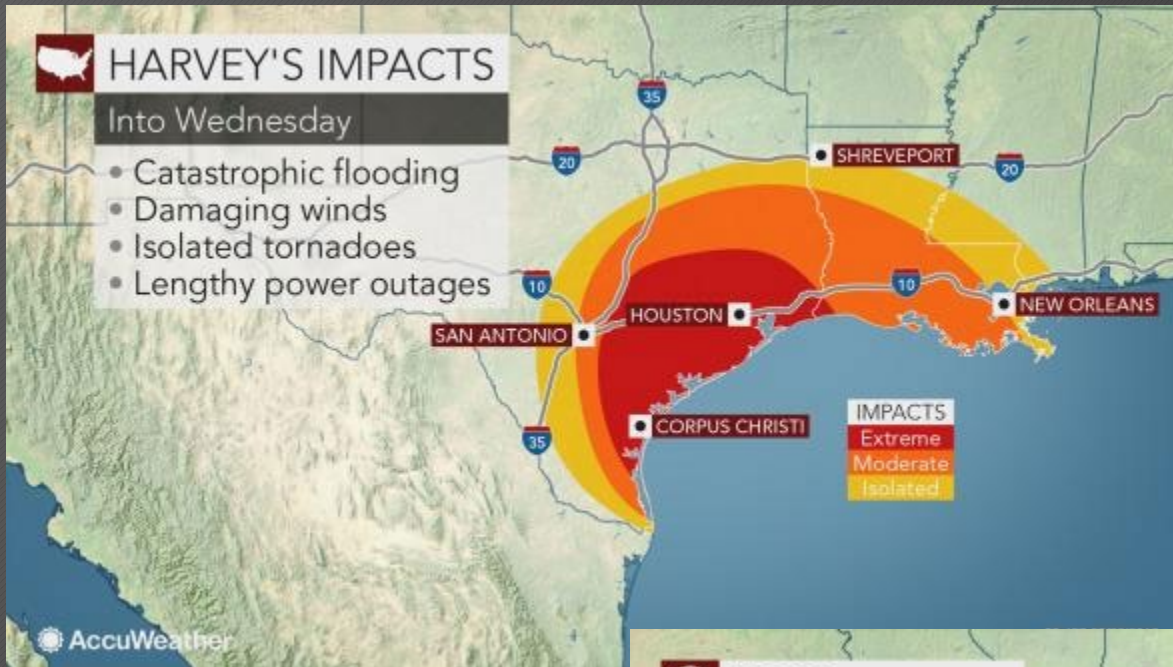 HARVEY'S IMPACTS
Into Wednesday
• Catastrophic flooding
• Damaging winds
• Isolated tornadoes
• Lengthy power outages
35
20
SHREVEPORT
20
10
10
HOUSTON
NEW ORLEANS
SAN ANTONIO
IMPACTS
CORPUS CHRISTI
35
Extreme
Moderate
Isolated
AccuWeather